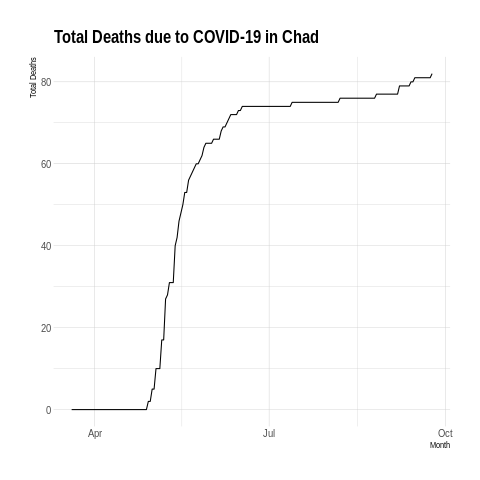 Total Deaths due to COVID-19 in Chad
Total Deaths
80
60
40
20
0
Apr
Jul
Oct
Month